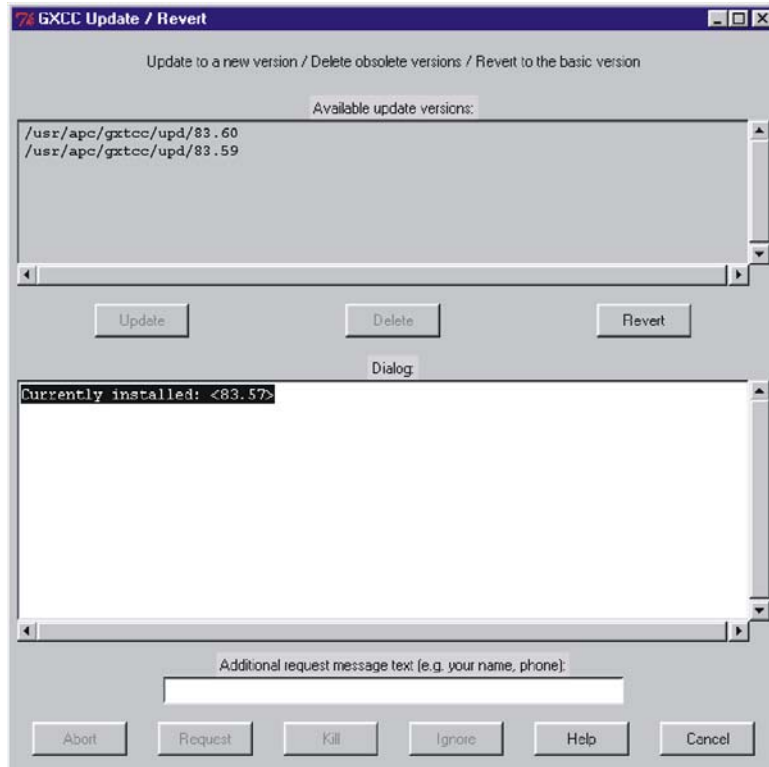 GXCC Update / Revert
Update to a new version / Delete obsolete versions / Revert to the basic version
Available update versions:
/usr/apc/gxtcc/upd/83.60
/usr/apc/gxtcc/upd/83.59
Update Delete Revert
Dialog:
Currently installed: <83.57>
Additional request message text (e.g. your name, phone):
Abort Request Kill Ignore Help Cancel